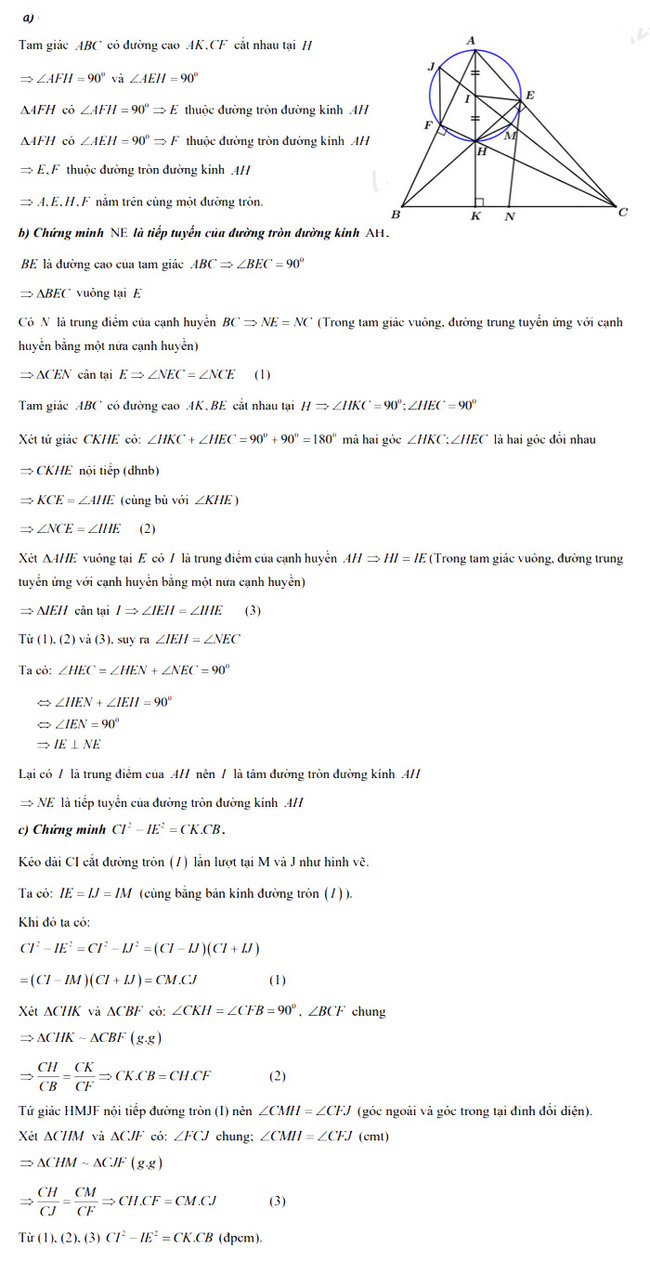 a)
Tam giác ABC có đường cao AK, CF cắt nhau tại H
⇒ ∠AFH = 90° và ∠AEH = 90°
ΔAFH có ∠AFH = 90° ⇒ E thuộc đường tròn đường kính AH
ΔAFH có ∠AEH = 90° ⇒ F thuộc đường tròn đường kính AH
⇒ E, F thuộc đường tròn đường kính AH
⇒ A, E, H, F nằm trên cùng một đường tròn.
A
J
I
E
F
M
H
B
K
N
C
b) Chứng minh NE là tiếp tuyến của đường tròn đường kính AH.
BE là đường cao của tam giác ABC ⇒ ∠BEC = 90°
⇒ ΔBEC vuông tại E
Có N là trung điểm của cạnh huyền BC ⇒ NE = NC (Trong tam giác vuông, đường trung tuyến ứng với cạnh
huyền bằng một nửa cạnh huyền)
⇒ ΔCEN cân tại E ⇒ ∠NEC = ∠NCE (1)
Tam giác ABC có đường cao AK, BE cắt nhau tại H ⇒ ∠HKC = 90°; ∠HEC = 90°
Xét tứ giác CKHE có: ∠HKC + ∠HEC = 90° + 90° = 180° mà hai góc ∠HKC; ∠HEC là hai góc đối nhau
⇒ CKHE nội tiếp (dhnb)
⇒ KCE = ∠AHE (cùng bù với ∠KHE)
⇒ ∠NCE = ∠IHE (2)
Xét ΔAHE vuông tại E có I là trung điểm của cạnh huyền AH ⇒ HI = IE (Trong tam giác vuông, đường trung
tuyến ứng với cạnh huyền bằng một nửa cạnh huyền)
⇒ ΔIEH cân tại I ⇒ ∠IEH = ∠IHE (3)
Từ (1), (2) và (3), suy ra ∠IEH = ∠NEC
Ta có: ∠HEC = ∠HEN + ∠NEC = 90°
⇔ ∠HEN + ∠IEH = 90°
⇔ ∠IEN = 90°
⇒ IE ⊥ NE
Lại có I là trung điểm của AH nên I là tâm đường tròn đường kính AH
⇒ NE là tiếp tuyến của đường tròn đường kính AH
c) Chứng minh CI² − IE² = CK.CB.
Kéo dài CI cắt đường tròn (I) lần lượt tại M và J như hình vẽ.
Ta có: IE = IJ = IM (cùng bằng bán kính đường tròn (I)).
Khi đó ta có:
CI² − IE² = CI² − IJ² = (CI − IJ)(CI + IJ)
= (CI − IM)(CI + IJ) = CM.CJ (1)
Xét ΔCHK và ΔCBF có: ∠CKH = ∠CFB = 90°, ∠BCF chung
⇒ ΔCHK ~ ΔCBF (g.g)
⇒ CH/CB = CK/CF ⇒ CK.CB = CH.CF (2)
Tứ giác HMJF nội tiếp đường tròn (I) nên ∠CMH = ∠CFJ (góc ngoài và góc trong tại đỉnh đối diện).
Xét ΔCHM và ΔCJF có: ∠FCJ chung; ∠CMH = ∠CFJ (cmt)
⇒ ΔCHM ~ ΔCJF (g.g)
⇒ CH/CJ = CM/CF ⇒ CH.CF = CM.CJ (3)
Từ (1), (2), (3) CI² − IE² = CK.CB (đpcm).